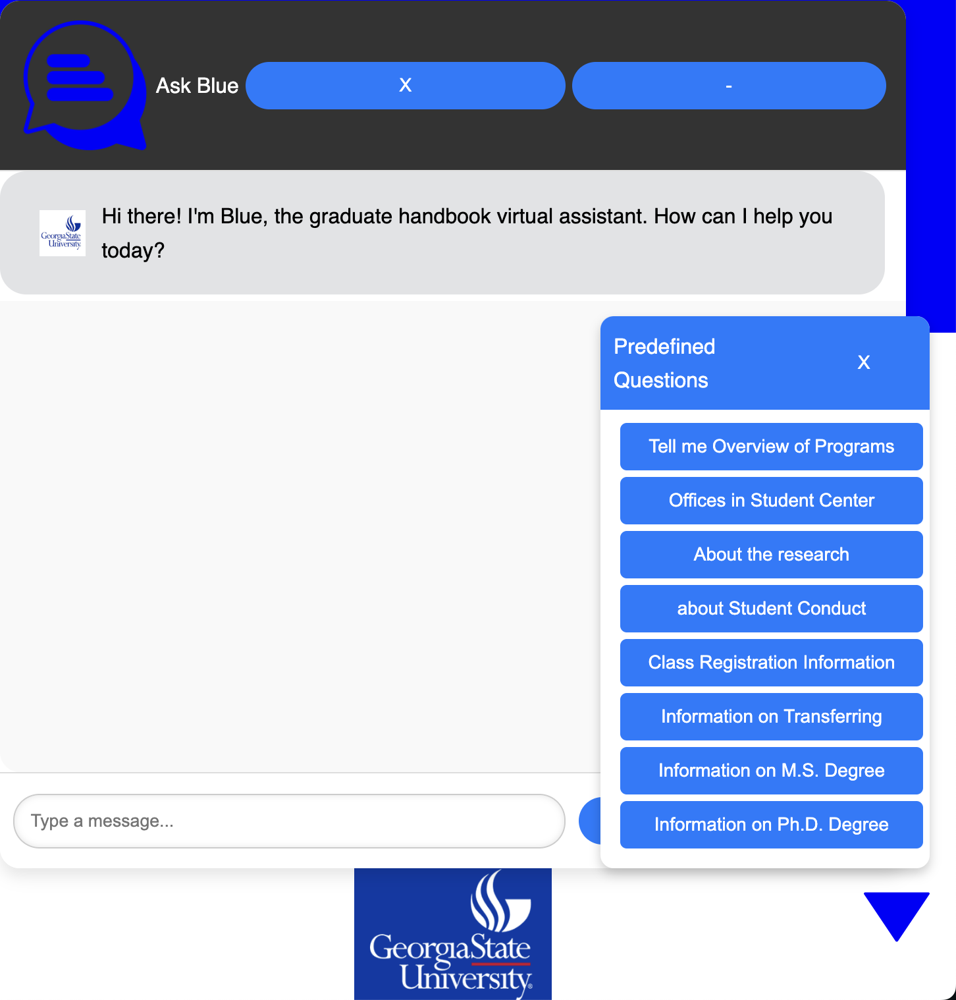 Ask Blue
X
-
GeorgiaState
University
Hi there! I'm Blue, the graduate handbook virtual assistant. How can I help you
today?
Predefined
Questions
X
Tell me Overview of Programs
Offices in Student Center
About the research
about Student Conduct
Class Registration Information
Information on Transferring
Information on M.S. Degree
Information on Ph.D. Degree
Type a message...
GeorgiaState
University®